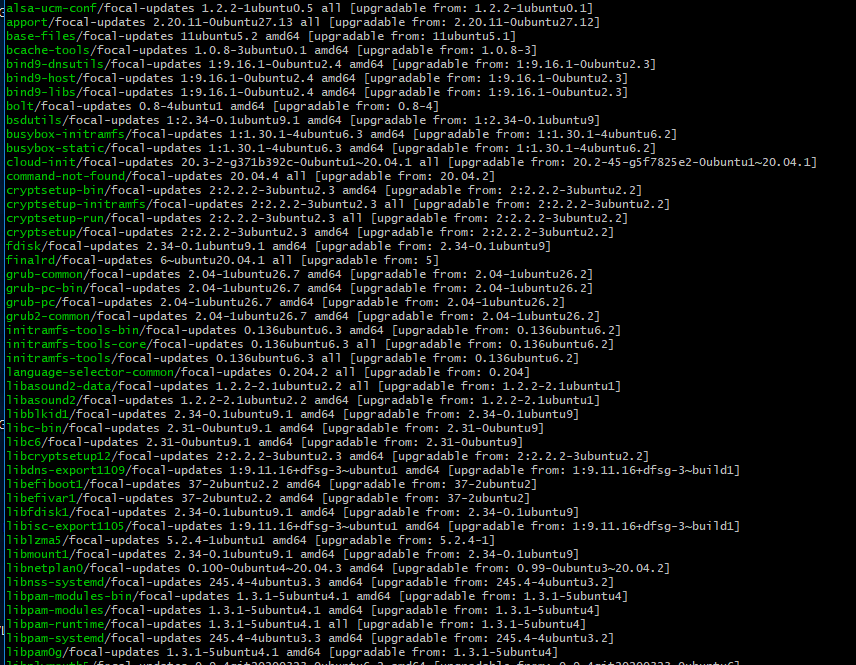 alsa-ucm-conf/focal-updates 1.2.2-1ubuntu0.5 all [upgradable from: 1.2.2-1ubuntu0.1]
apport/focal-updates 2.20.11-0ubuntu27.13 all [upgradable from: 2.20.11-0ubuntu27.12]
base-files/focal-updates 11ubuntu5.2 amd64 [upgradable from: 11ubuntu5.1]
bcache-tools/focal-updates 1.0.8-3ubuntu0.1 amd64 [upgradable from: 1.0.8-3]
bind9-dnsutils/focal-updates 1:9.16.1-0ubuntu2.4 amd64 [upgradable from: 1:9.16.1-0ubuntu2.3]
bind9-host/focal-updates 1:9.16.1-0ubuntu2.4 amd64 [upgradable from: 1:9.16.1-0ubuntu2.3]
bind9-libs/focal-updates 1:9.16.1-0ubuntu2.4 amd64 [upgradable from: 1:9.16.1-0ubuntu2.3]
bolt/focal-updates 0.8-4ubuntu1 amd64 [upgradable from: 0.8-4]
bsdutils/focal-updates 1:2.34-0.1ubuntu9.1 amd64 [upgradable from: 1:2.34-0.1ubuntu9]
busybox-initramfs/focal-updates 1:1.30.1-4ubuntu6.3 amd64 [upgradable from: 1:1.30.1-4ubuntu6.2]
busybox-static/focal-updates 1:1.30.1-4ubuntu6.3 amd64 [upgradable from: 1:1.30.1-4ubuntu6.2]
cloud-init/focal-updates 20.3-2-g371b392c-0ubuntu1~20.04.1 all [upgradable from: 20.2-45-g5f7825e2-0ubuntu1~20.04.1]
command-not-found/focal-updates 20.04.4 all [upgradable from: 20.04.2]
cryptsetup-bin/focal-updates 2:2.2.2-3ubuntu2.3 amd64 [upgradable from: 2:2.2.2-3ubuntu2.2]
cryptsetup-initramfs/focal-updates 2:2.2.2-3ubuntu2.3 all [upgradable from: 2:2.2.2-3ubuntu2.2]
cryptsetup-run/focal-updates 2:2.2.2-3ubuntu2.3 all [upgradable from: 2:2.2.2-3ubuntu2.2]
cryptsetup/focal-updates 2:2.2.2-3ubuntu2.3 amd64 [upgradable from: 2:2.2.2-3ubuntu2.2]
fdisk/focal-updates 2.34-0.1ubuntu9.1 amd64 [upgradable from: 2.34-0.1ubuntu9]
finalrd/focal-updates 6~ubuntu20.04.1 all [upgradable from: 5]
grub-common/focal-updates 2.04-1ubuntu26.7 amd64 [upgradable from: 2.04-1ubuntu26.2]
grub-pc-bin/focal-updates 2.04-1ubuntu26.7 amd64 [upgradable from: 2.04-1ubuntu26.2]
grub-pc/focal-updates 2.04-1ubuntu26.7 amd64 [upgradable from: 2.04-1ubuntu26.2]
grub2-common/focal-updates 2.04-1ubuntu26.7 amd64 [upgradable from: 2.04-1ubuntu26.2]
initramfs-tools-bin/focal-updates 0.136ubuntu6.3 amd64 [upgradable from: 0.136ubuntu6.2]
initramfs-tools-core/focal-updates 0.136ubuntu6.3 all [upgradable from: 0.136ubuntu6.2]
initramfs-tools/focal-updates 0.136ubuntu6.3 all [upgradable from: 0.136ubuntu6.2]
language-selector-common/focal-updates 0.204.2 all [upgradable from: 0.204]
libasound2-data/focal-updates 1.2.2-2.1ubuntu2.2 all [upgradable from: 1.2.2-2.1ubuntu1]
libasound2/focal-updates 1.2.2-2.1ubuntu2.2 amd64 [upgradable from: 1.2.2-2.1ubuntu1]
libblkid1/focal-updates 2.34-0.1ubuntu9.1 amd64 [upgradable from: 2.34-0.1ubuntu9]
libc-bin/focal-updates 2.31-0ubuntu9.1 amd64 [upgradable from: 2.31-0ubuntu9]
libc6/focal-updates 2.31-0ubuntu9.1 amd64 [upgradable from: 2.31-0ubuntu9]
libcryptsetup12/focal-updates 2:2.2.2-3ubuntu2.3 amd64 [upgradable from: 2:2.2.2-3ubuntu2.2]
libdns-export1109/focal-updates 1:9.11.16+dfsg-3~ubuntu1 amd64 [upgradable from: 1:9.11.16+dfsg-3~build1]
libefiboot1/focal-updates 37-2ubuntu2.2 amd64 [upgradable from: 37-2ubuntu2]
libefivar1/focal-updates 37-2ubuntu2.2 amd64 [upgradable from: 37-2ubuntu2]
libfdisk1/focal-updates 2.34-0.1ubuntu9.1 amd64 [upgradable from: 2.34-0.1ubuntu9]
libisc-export1105/focal-updates 1:9.11.16+dfsg-3~ubuntu1 amd64 [upgradable from: 1:9.11.16+dfsg-3~build1]
liblzma5/focal-updates 5.2.4-1ubuntu1 amd64 [upgradable from: 5.2.4-1]
libmount1/focal-updates 2.34-0.1ubuntu9.1 amd64 [upgradable from: 2.34-0.1ubuntu9]
libnetplan0/focal-updates 0.100-0ubuntu4~20.04.3 amd64 [upgradable from: 0.99-0ubuntu3~20.04.2]
libnss-systemd/focal-updates 245.4-4ubuntu3.3 amd64 [upgradable from: 245.4-4ubuntu3.2]
libpam-modules-bin/focal-updates 1.3.1-5ubuntu4.1 amd64 [upgradable from: 1.3.1-5ubuntu4]
libpam-modules/focal-updates 1.3.1-5ubuntu4.1 amd64 [upgradable from: 1.3.1-5ubuntu4]
libpam-runtime/focal-updates 1.3.1-5ubuntu4.1 all [upgradable from: 1.3.1-5ubuntu4]
libpam-systemd/focal-updates 245.4-4ubuntu3.3 amd64 [upgradable from: 245.4-4ubuntu3.2]
libpam0g/focal-updates 1.3.1-5ubuntu4.1 amd64 [upgradable from: 1.3.1-5ubuntu4]